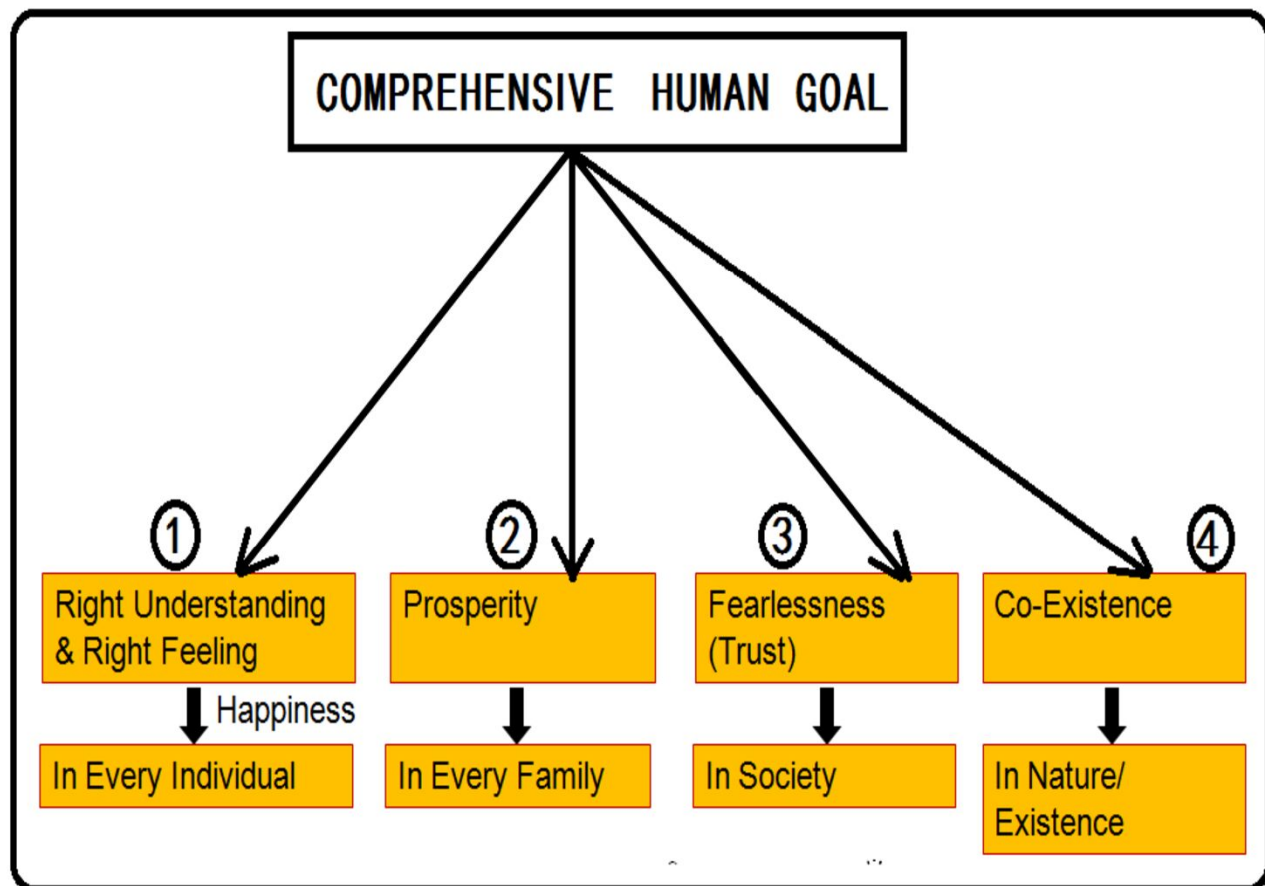 COMPREHENSIVE HUMAN GOAL
1
2
3
4
Right Understanding
& Right Feeling
Prosperity
Fearlessness
(Trust)
Co-Existence
Happiness
In Every Individual
In Every Family
In Society
In Nature/
Existence